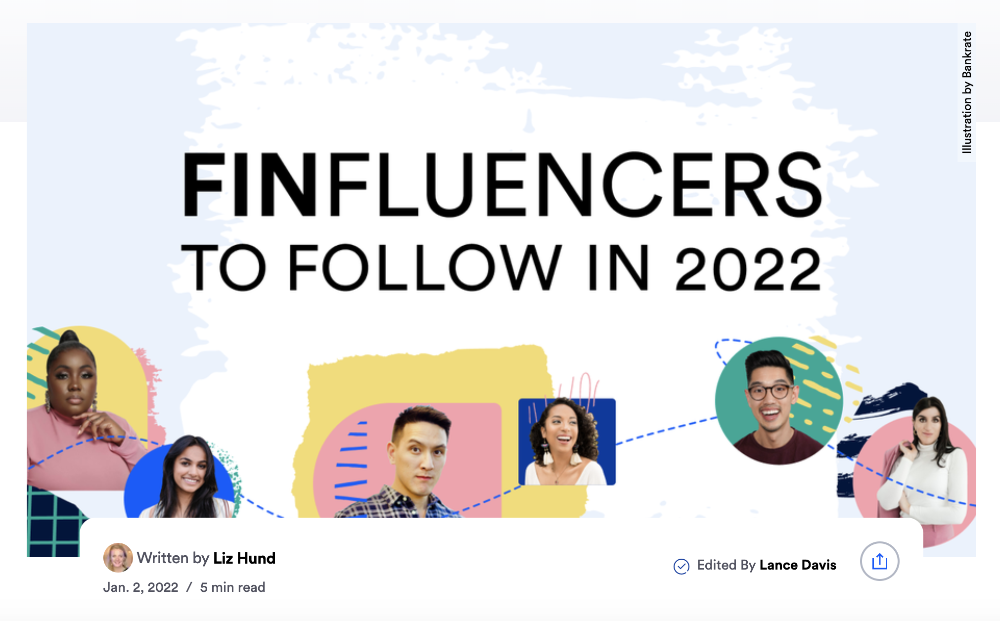 Illustration by Bankrate
FINFLUENCERS
TO FOLLOW IN 2022
Written by Liz Hund
Jan. 2, 2022 / 5 min read
Edited By Lance Davis